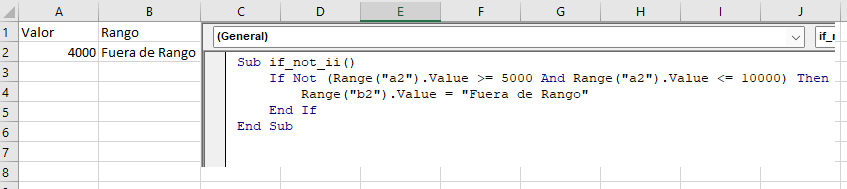 A B C D E F G H I J
1 Valor Rango
2 4000 Fuera de Rango
3
4
5
6
7
8
(General)
Sub if_not_ii()
If Not (Range("a2").Value >= 5000 And Range("a2").Value <= 10000) Then
Range("b2").Value = "Fuera de Rango"
End If
End Sub